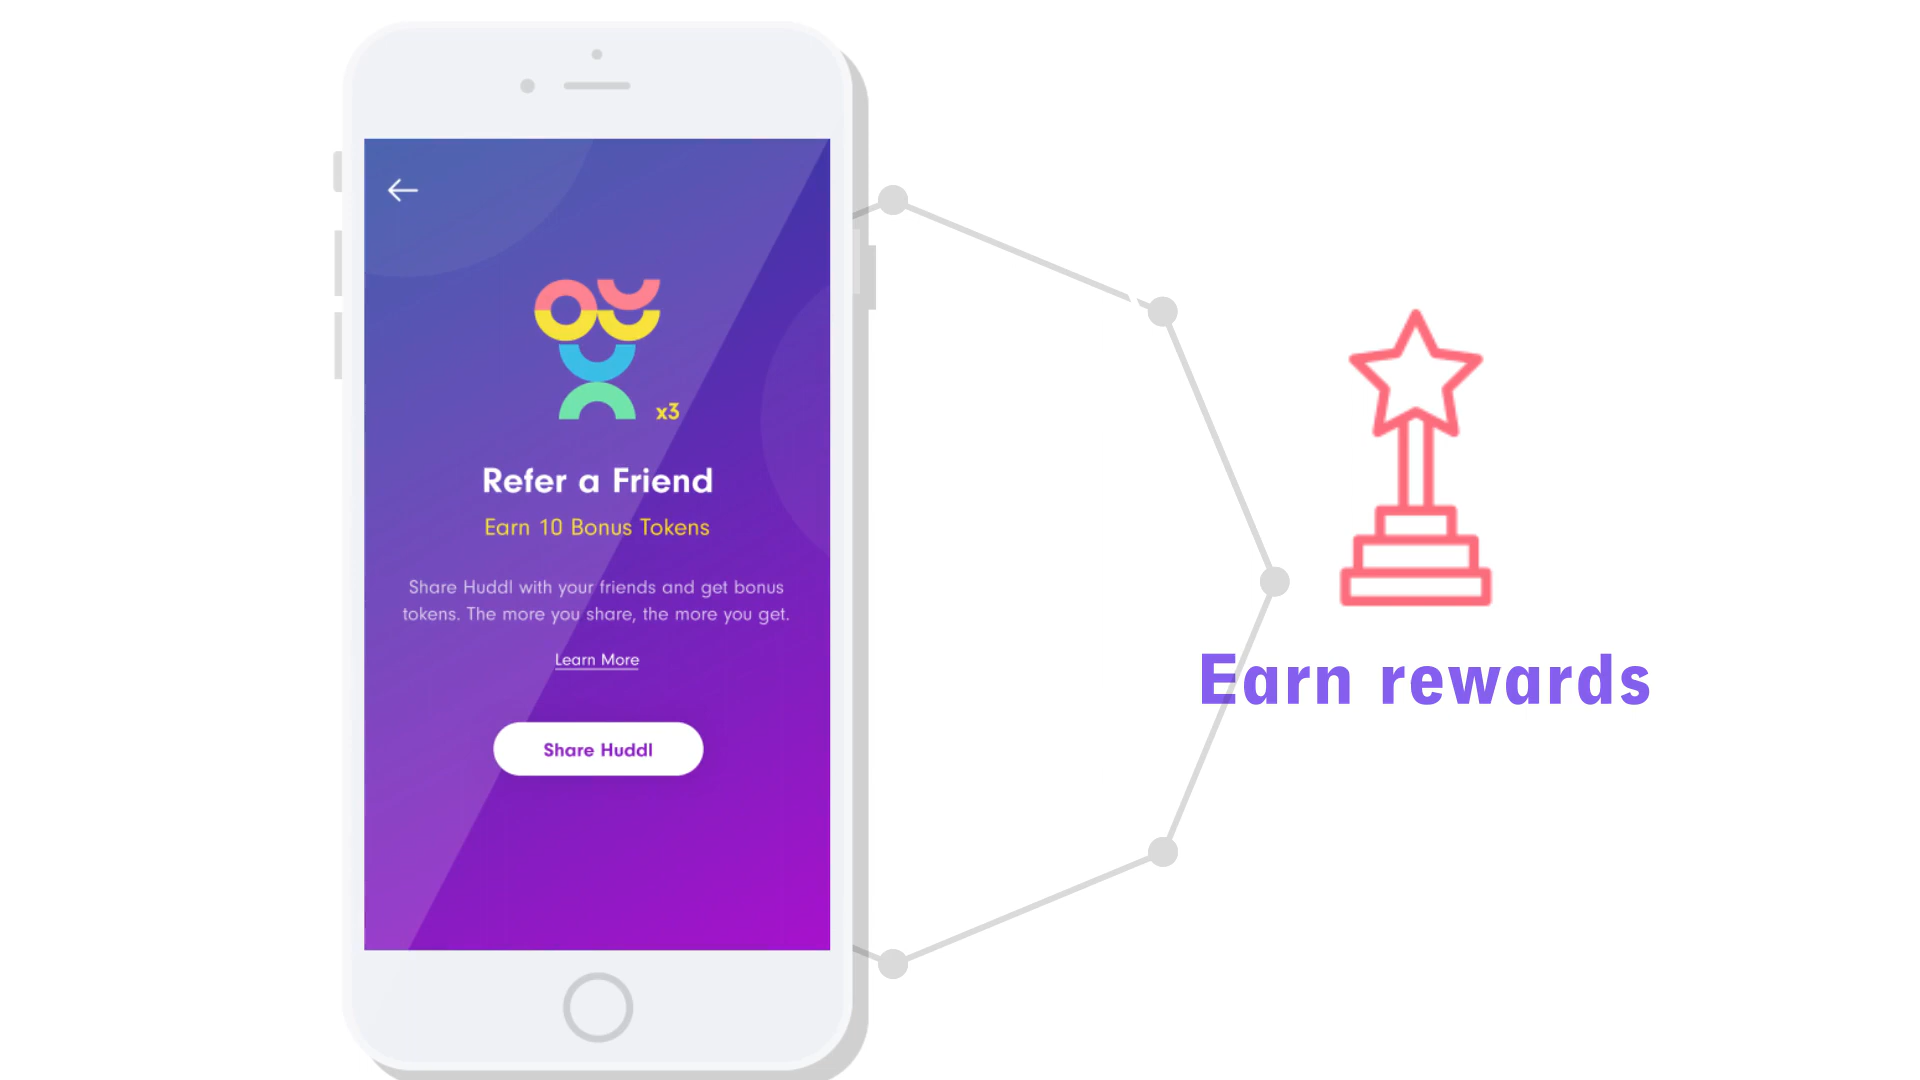 x3
Refer a Friend
Earn 10 Bonus Tokens
Share Huddl with your friends and get bonus
tokens. The more you share, the more you get.
Learn More
Share Huddl
Earn rewards